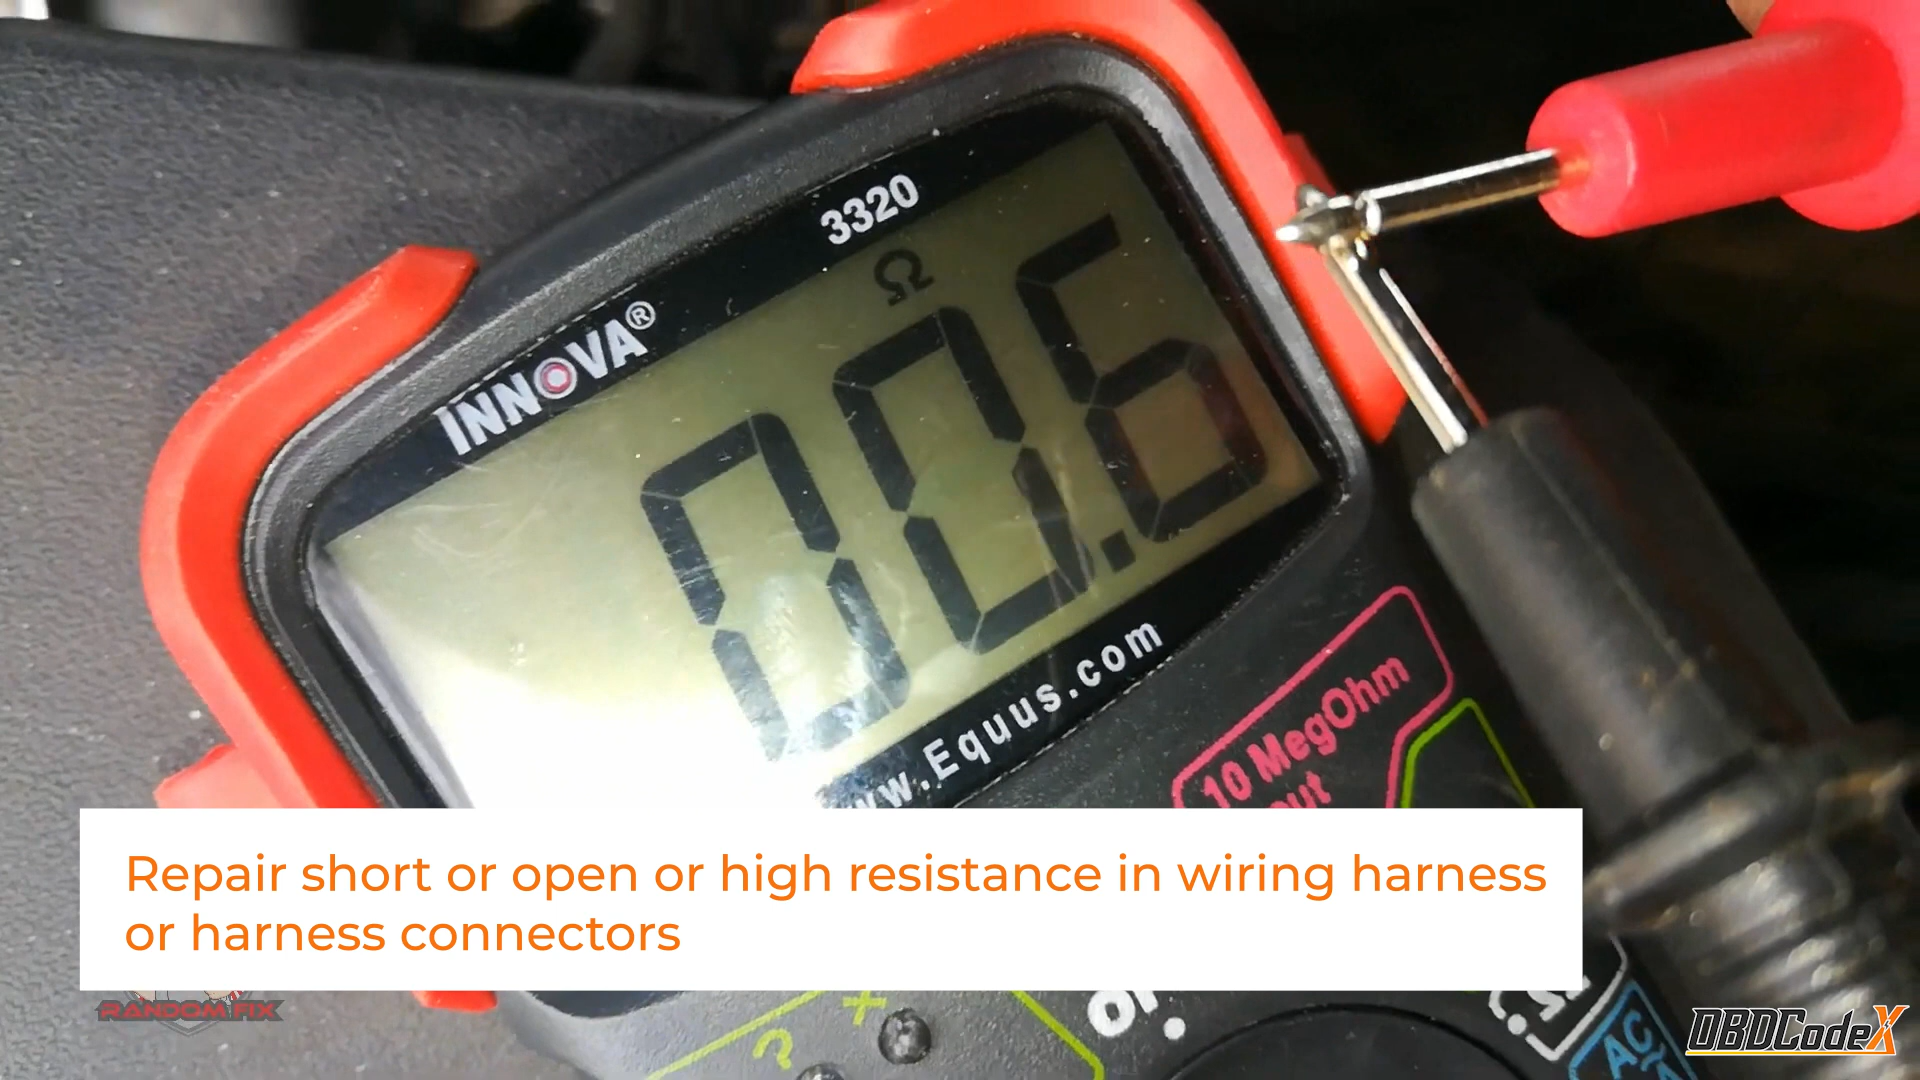 3320
INNOVA®
Ω
00.6
www.Equus.com
10 MegOhm
Repair short or open or high resistance in wiring harness
or harness connectors
RANDOM FIX
OBDCodeX